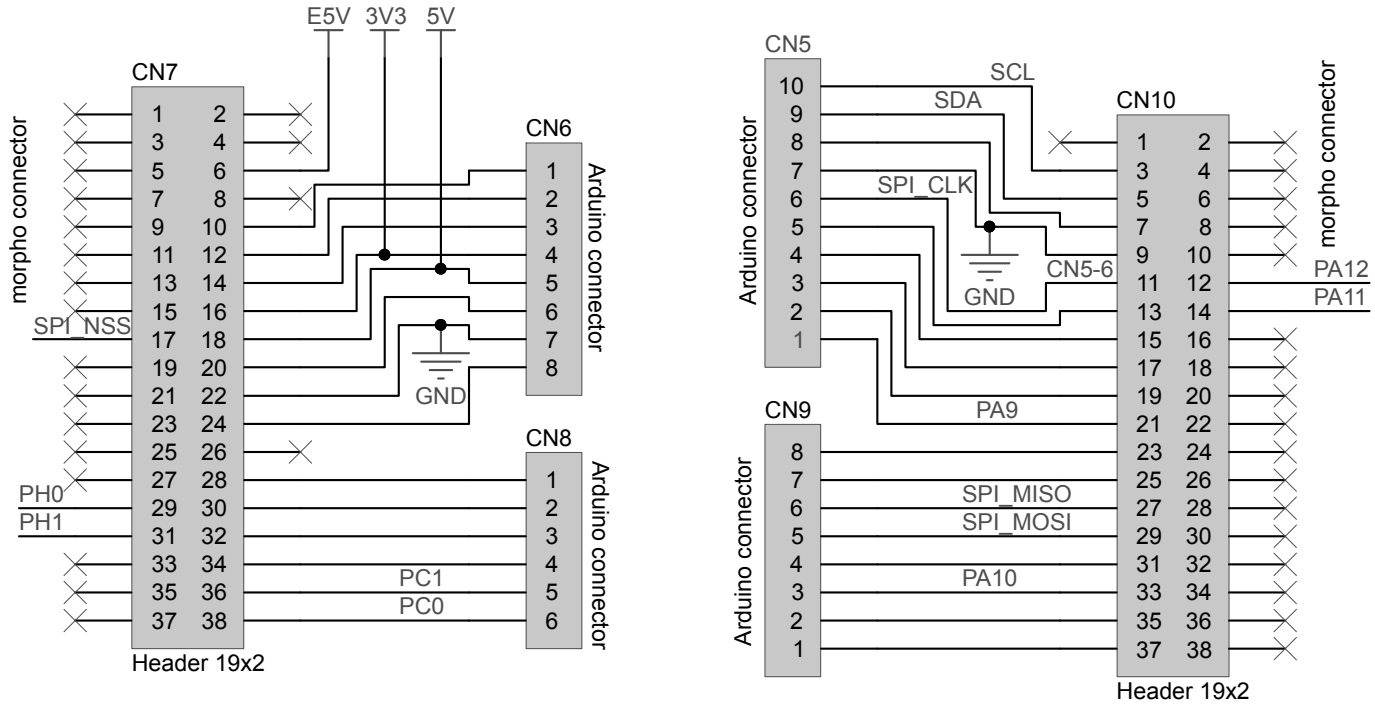 E5V 3V3 5V
CN7
morpho connector
1 2
3 4
5 6
7 8
9 10
11 12
13 14
15 16
SPI_NSS
17 18
19 20
21 22
23 24
25 26
27 28
PH0
29 30
PH1
31 32
33 34
35 36
37 38
Header 19x2
GND
PC1
PC0
CN6
1
2
3
4
5
6
7
8
Arduino connector
CN8
1
2
3
4
5
6
Arduino connector
CN5
Arduino connector
10
9
8
7
6
5
4
3
2
1
SCL
SDA
SPI_CLK
GND
CN5-6
PA9
CN9
Arduino connector
8
7
6
5
4
3
2
1
SPI_MISO
SPI_MOSI
PA10
CN10
1 2
3 4
5 6
7 8
9 10
11 12
13 14
15 16
17 18
19 20
21 22
23 24
25 26
27 28
29 30
31 32
33 34
35 36
37 38
Header 19x2
morpho connector
PA12
PA11